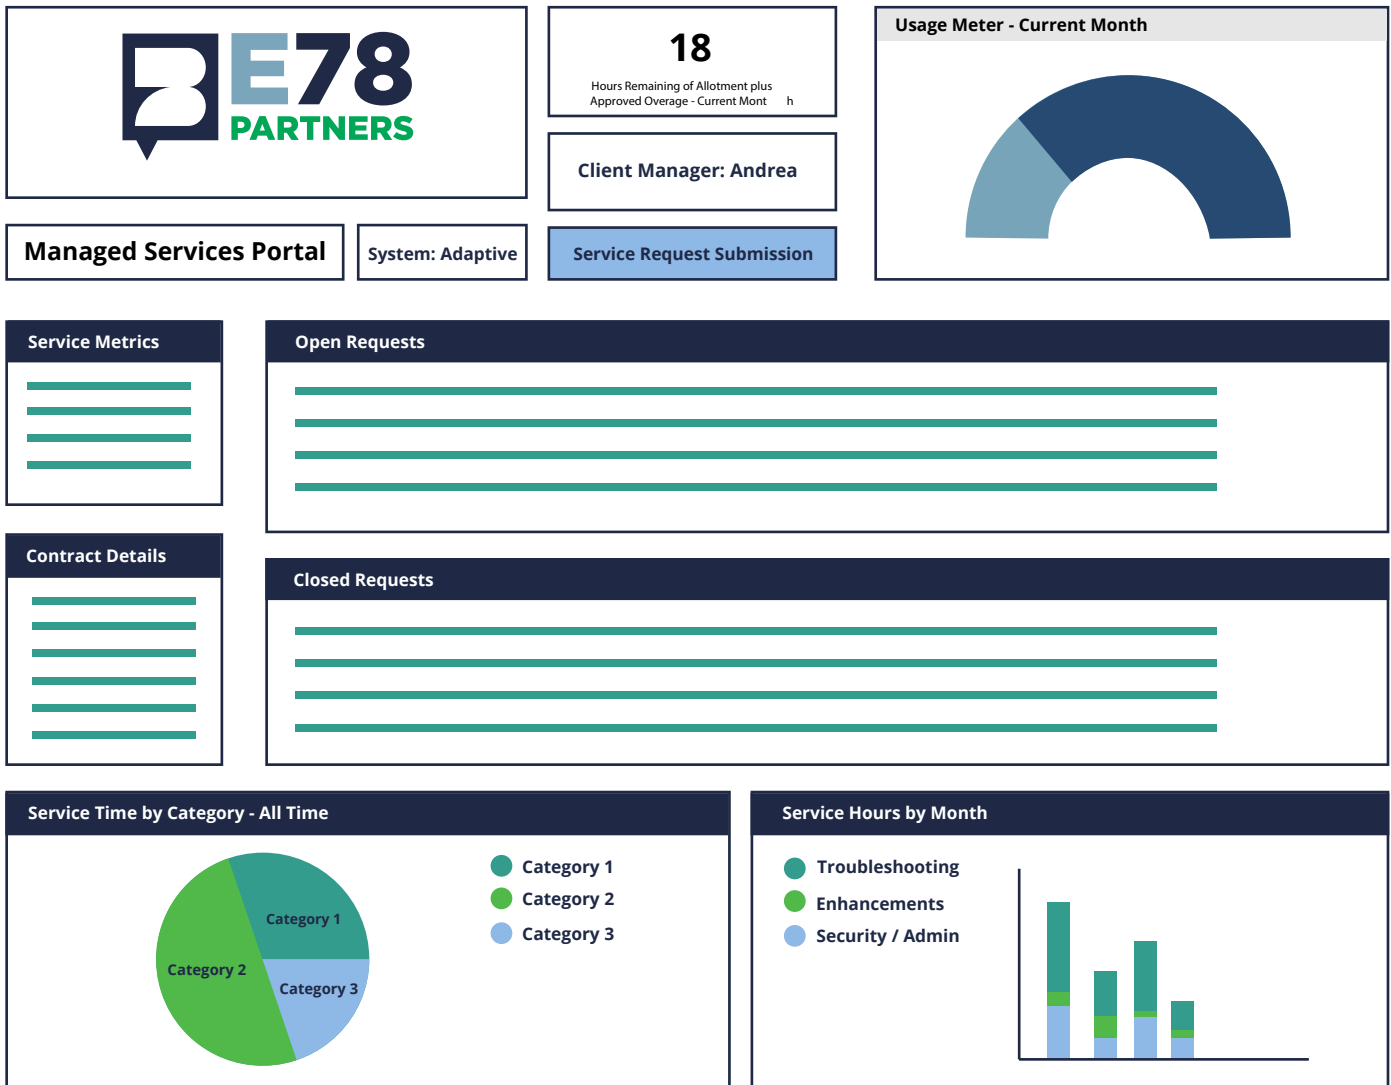 E78
PARTNERS
18
Hours Remaining of Allotment plus
Approved Overage - Current Mont h
Client Manager: Andrea
Usage Meter - Current Month
Managed Services Portal
System: Adaptive
Service Request Submission
Service Metrics
Open Requests
Contract Details
Closed Requests
Service Time by Category - All Time
Category 1
Category 2
Category 3
Category 1
Category 2
Category 3
Service Hours by Month
Troubleshooting
Enhancements
Security / Admin